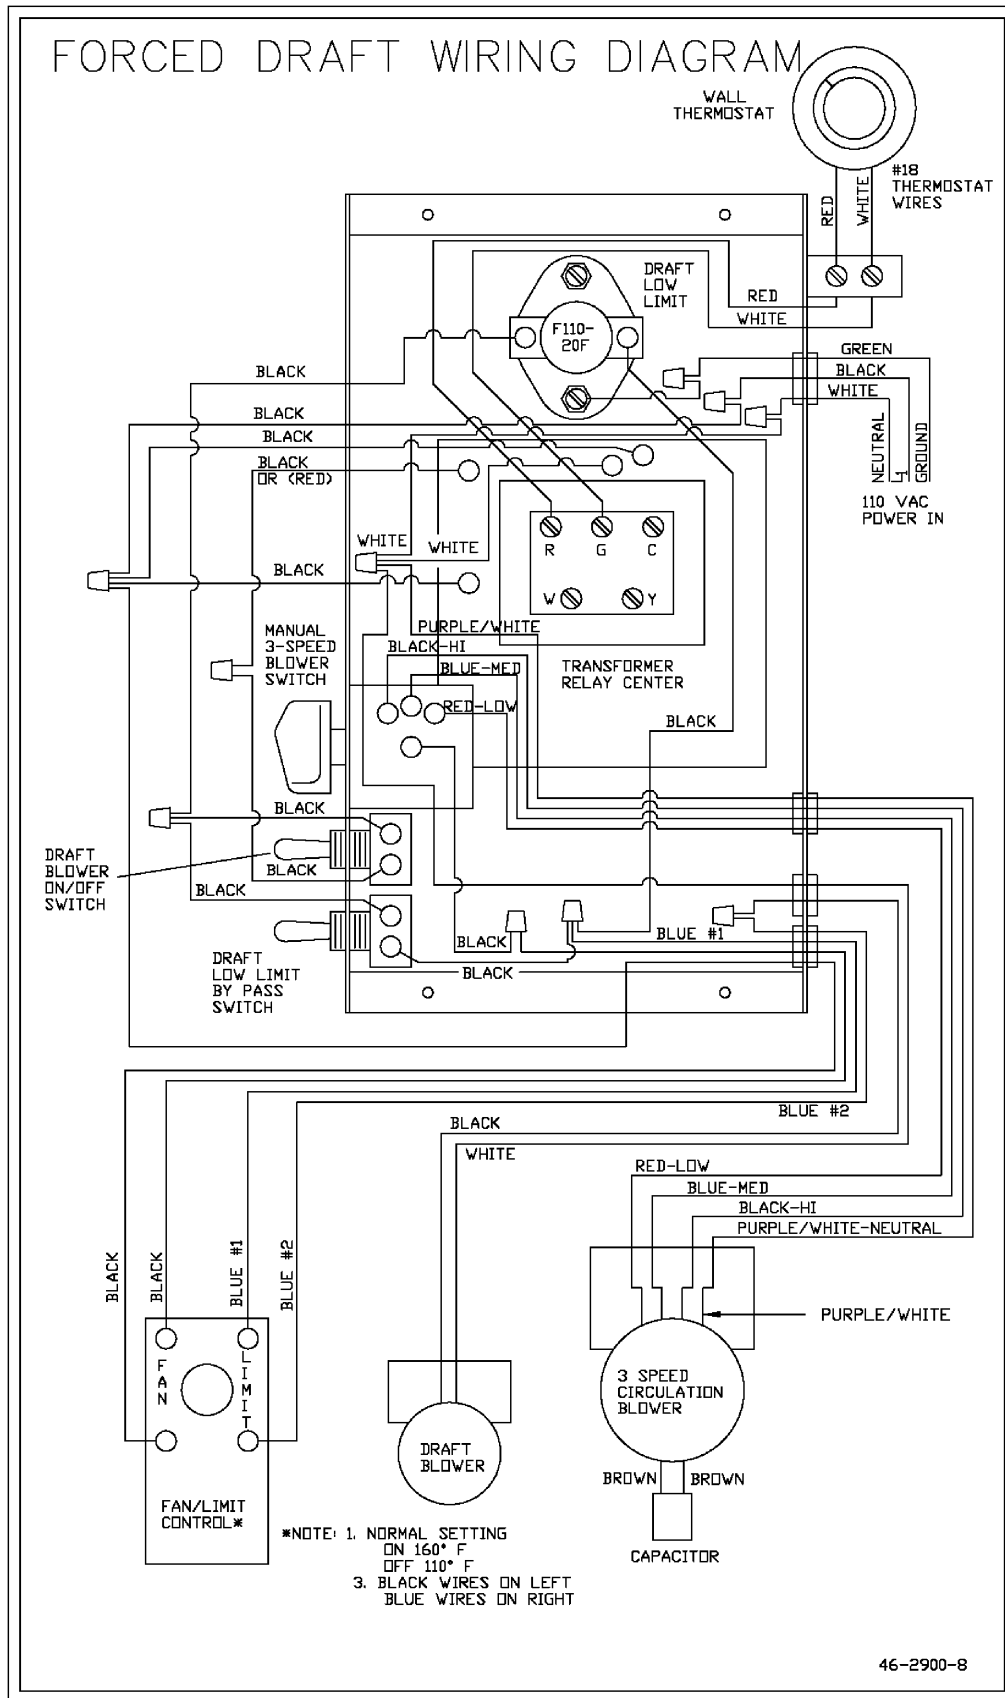 FORCED DRAFT WIRING DIAGRAM
WALL
THERMOSTAT
#18
THERMOSTAT
WIRES
RED
WHITE
DRAFT
LOW
LIMIT
RED
WHITE
F110-
20F
GREEN
BLACK
BLACK
WHITE
BLACK
BLACK
BLACK
OR (RED)
NEUTRAL
L1
GROUND
110 VAC
POWER IN
WHITE
WHITE
R
G
C
BLACK
W
Y
MANUAL
3-SPEED
BLOWER
SWITCH
PURPLE/WHITE
BLACK-HI
BLUE-MED
TRANSFORMER
RELAY CENTER
RED-LOW
BLACK
BLACK
DRAFT
BLOWER
ON/OFF
SWITCH
BLACK
BLACK
BLACK
BLUE #1
DRAFT
LOW LIMIT
BY PASS
SWITCH
BLACK
BLUE #2
BLACK
WHITE
RED-LOW
BLUE-MED
BLACK-HI
PURPLE/WHITE-NEUTRAL
BLACK
BLACK
BLUE #1
BLUE #2
PURPLE/WHITE
FAN
LIMIT
3 SPEED
CIRCULATION
BLOWER
DRAFT
BLOWER
BROWN
BROWN
FAN/LIMIT
CONTROL*
*NOTE: 1. NORMAL SETTING
ON 160° F
OFF 110° F
3. BLACK WIRES ON LEFT
BLUE WIRES ON RIGHT
CAPACITOR
46-2900-8